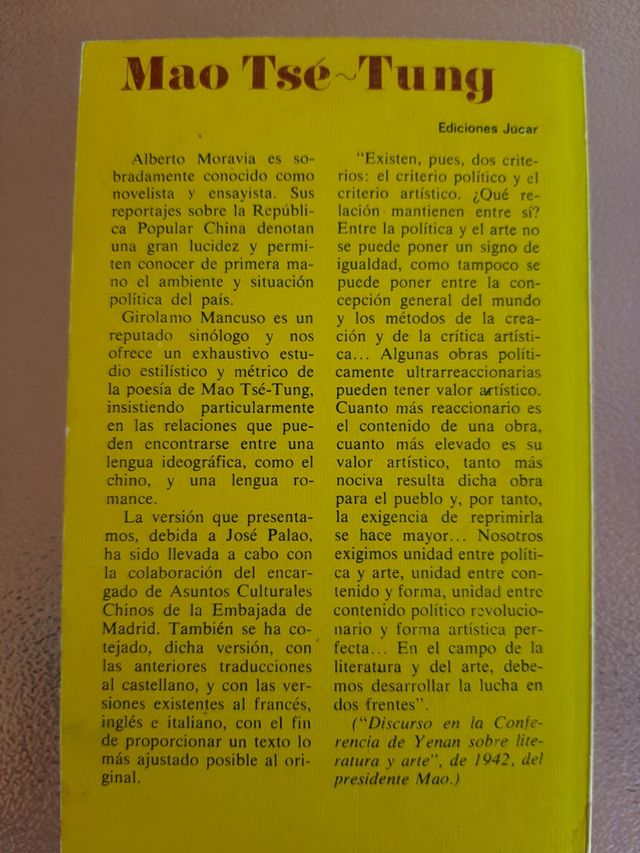 Mao Tsé~Tung
Ediciones Júcar
Alberto Moravia es so-
bradamente conocido como
novelista y ensayista. Sus
reportajes sobre la Repúbli-
ca Popular China denotan
una gran lucidez y permi-
ten conocer de primera ma-
no el ambiente y situación
política del país.
Girolamo Mancuso es un
reputado sinólogo y nos
ofrece un exhaustivo estu-
dio estilístico y métrico de
la poesía de Mao Tsé-Tung,
insistiendo particularmente
en las relaciones que pue-
den encontrarse entre una
lengua ideográfica, como el
chino, y una lengua ro-
mance.
La versión que presenta-
mos, debida a José Palao,
ha sido llevada a cabo con
la colaboración del encar-
gado de Asuntos Culturales
Chinos de la Embajada de
Madrid. También se ha co-
tejado, dicha versión, con
las anteriores traducciones
al castellano, y con las ver-
siones existentes al francés,
inglés e italiano, con el fin
de proporcionar un texto lo
más ajustado posible al ori-
ginal.
"Existen, pues, dos crite-
rios: el criterio político y el
criterio artístico. ¿Qué re-
lación mantienen entre sí?
Entre la política y el arte no
se puede poner un signo de
igualdad, como tampoco se
puede poner entre la con-
cepción general del mundo
y los métodos de la crea-
ción y de la crítica artísti-
ca... Algunas obras políti-
camente ultrarreaccionarias
pueden tener valor artístico.
Cuanto más reaccionario es
el contenido de una obra,
cuanto más elevado es su
valor artístico, tanto más
nociva resulta dicha obra
para el pueblo y, por tanto,
la exigencia de reprimirla
se hace mayor... Nosotros
exigimos unidad entre políti-
ca y arte, unidad entre con-
tenido y forma, unidad entre
contenido político revolucio-
nario y forma artística per-
fecta... En el campo de la
literatura y del arte, debe-
mos desarrollar la lucha en
dos frentes".
("Discurso en la Confe-
rencia de Yenan sobre lite-
ratura y arte", de 1942, del
presidente Mao.)